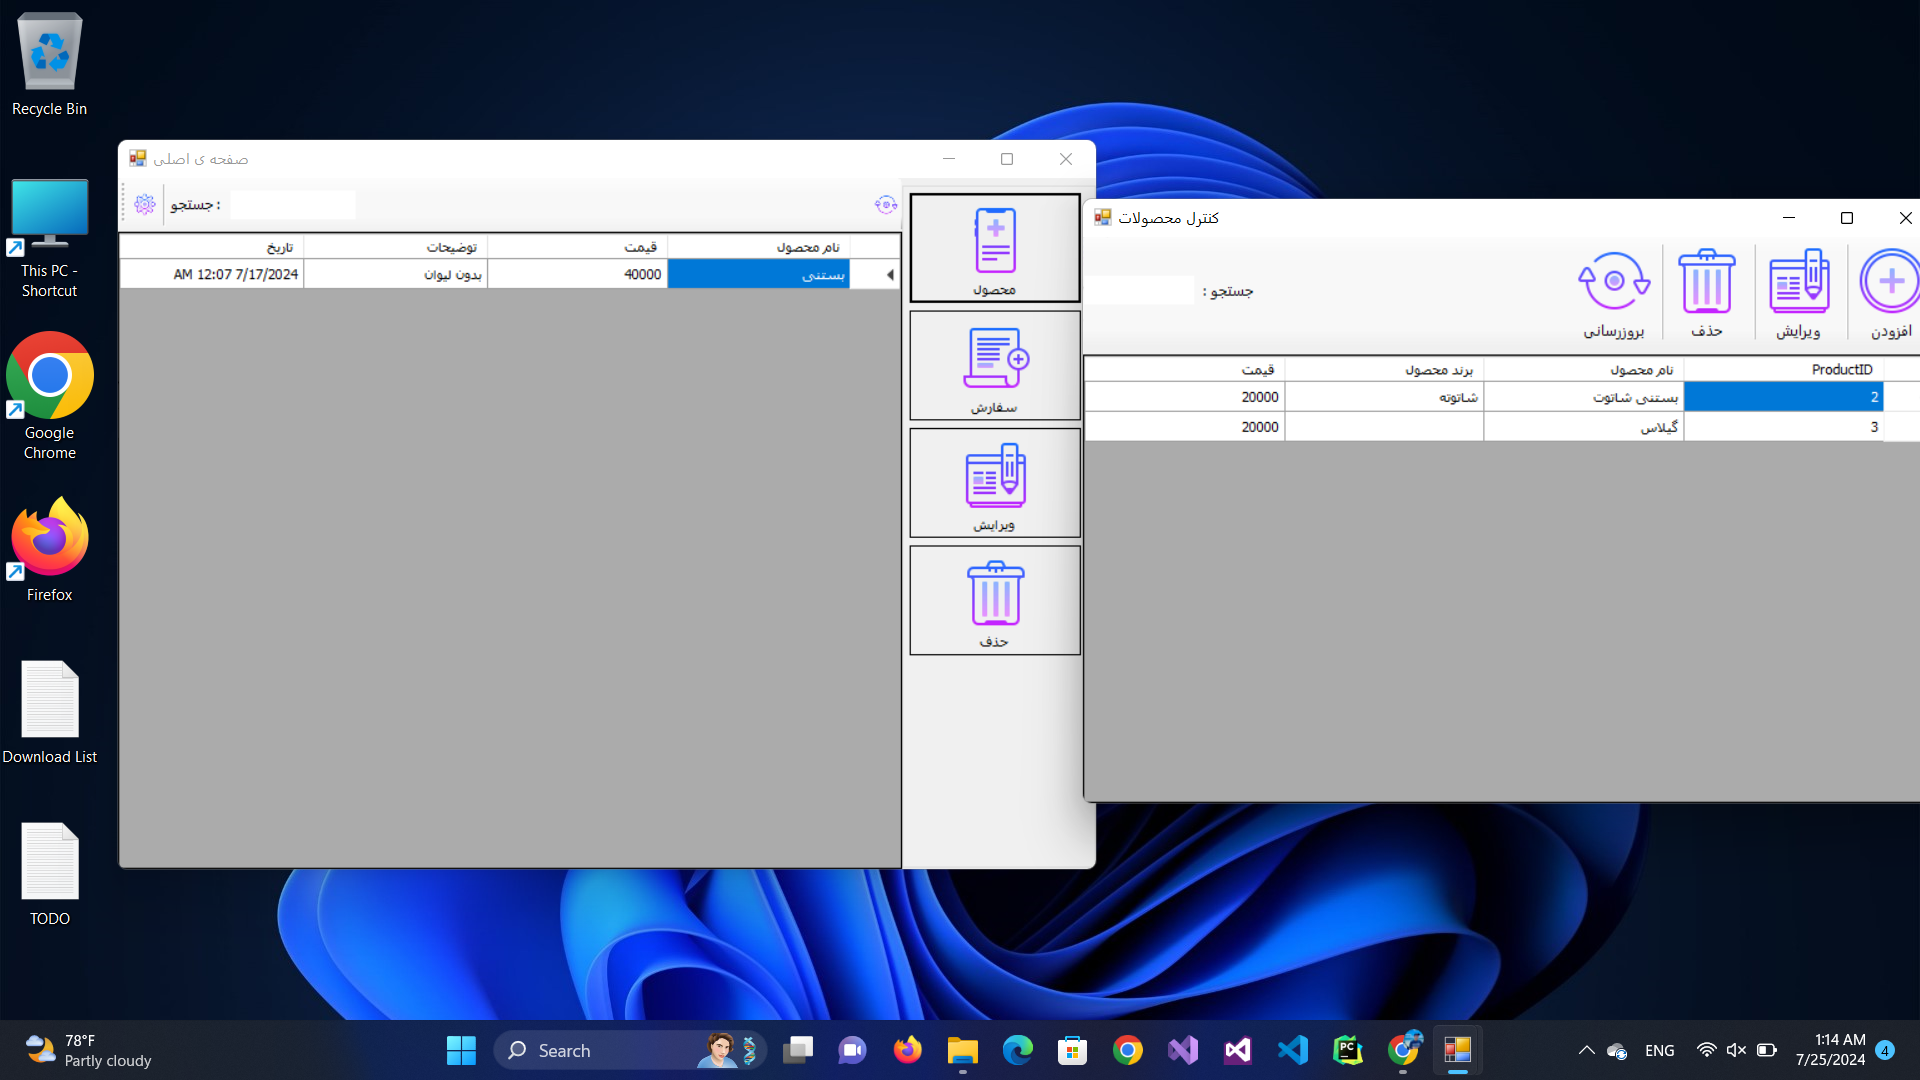 Recycle Bin
This PC -
Shortcut
Google
Chrome
Firefox
Download List
TODO
صفحه ی اصلی
جستجو :
نام محصول
قیمت
توضیحات
تاریخ
بستنی
40000
بدون لیوان
7/17/2024 12:07 AM
محصول
سفارش
ویرایش
حذف
کنترل محصولات
افزودن
ویرایش
حذف
بروزرسانی
جستجو :
ProductID
نام محصول
برند محصول
قیمت
2
بستنی شاتوت
شاتوته
20000
3
گیلاس
20000
78°F
Partly cloudy
Search
PC
ENG
1:14 AM
7/25/2024
4